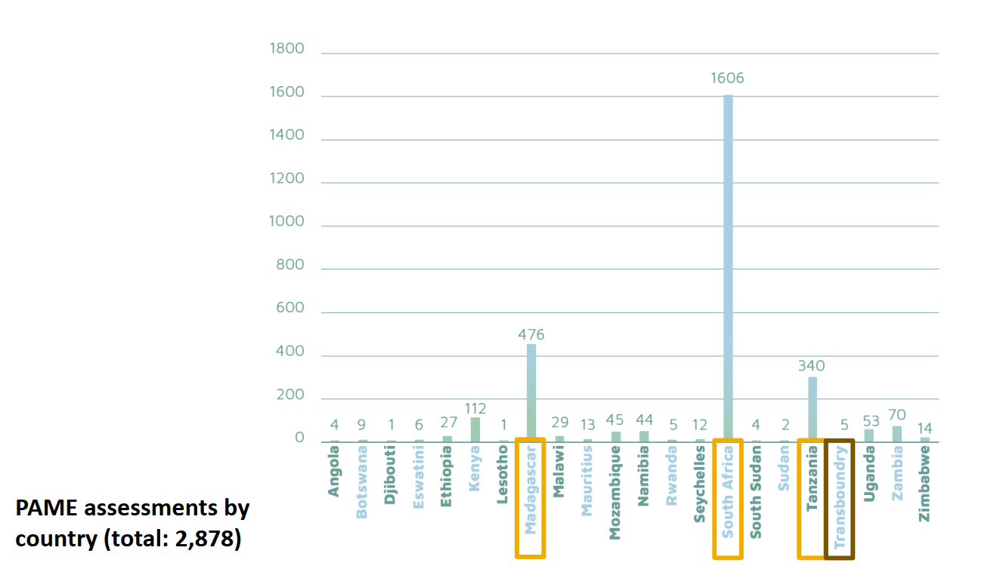 1800
1606
1600
1400
1200
1000
800
600
476
400
340
200
4 9 1 6 27 112 1 29 13 45 44 5 12 4 2 5 53 70 14
0
Angola
Botswana
Djibouti
Eswatini
Ethiopia
Kenya
Lesotho
Madagascar
Malawi
Mauritius
Mozambique
Namibia
Rwanda
Seychelles
South Africa
South Sudan
Sudan
Tanzania
Transboundry
Uganda
Zambia
Zimbabwe
PAME assessments by
country (total: 2,878)